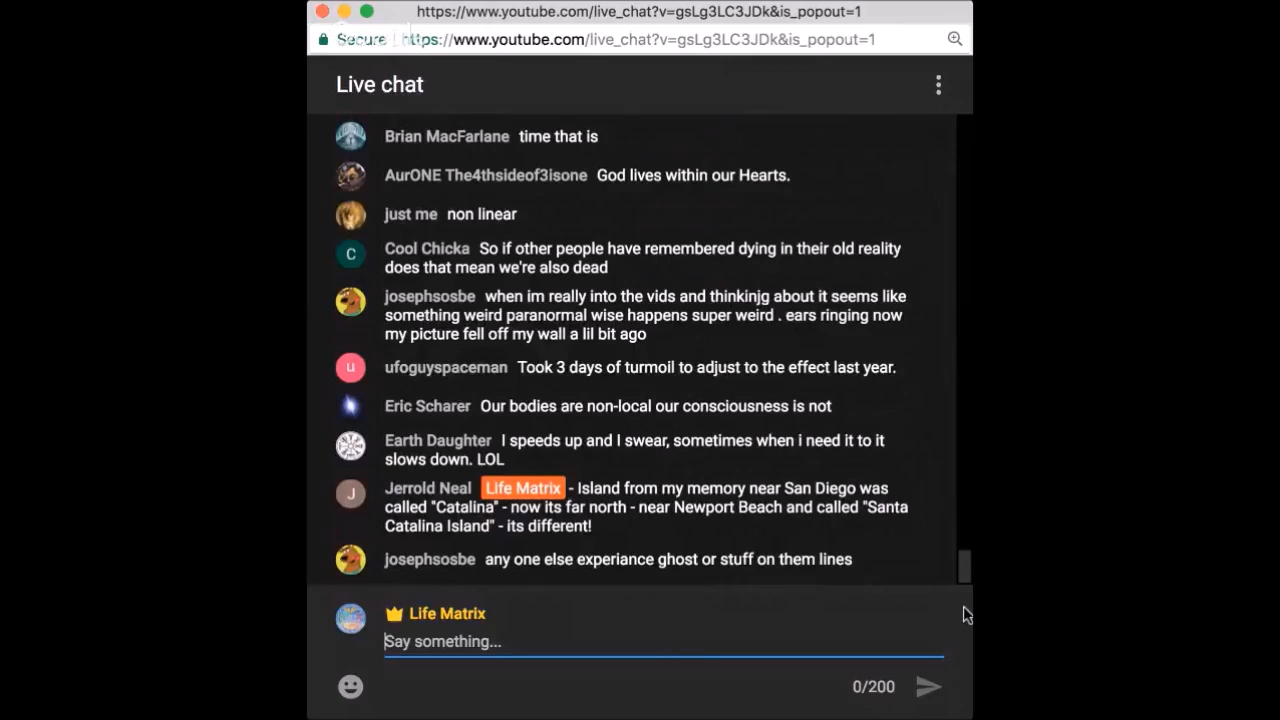 https://www.youtube.com/live_chat?v=gsLg3LC3JDk&is_popout=1
Secure https://www.youtube.com/live_chat?v=gsLg3LC3JDk&is_popout=1
Live chat
Brian MacFarlane time that is
AurONE The4thsideof3isone God lives within our Hearts.
just me non linear
C Cool Chicka So if other people have remembered dying in their old reality
does that mean we're also dead
josephsosbe when im really into the vids and thinkinjg about it seems like
something weird paranormal wise happens super weird . ears ringing now
my picture fell off my wall a lil bit ago
u ufoguyspaceman Took 3 days of turmoil to adjust to the effect last year.
Eric Scharer Our bodies are non-local our consciousness is not
Earth Daughter I speeds up and I swear, sometimes when i need it to it
slows down. LOL
J Jerrold Neal Life Matrix - Island from my memory near San Diego was
called "Catalina" - now its far north - near Newport Beach and called "Santa
Catalina Island" - its different!
josephsosbe any one else experiance ghost or stuff on them lines
Life Matrix
Say something...
0/200